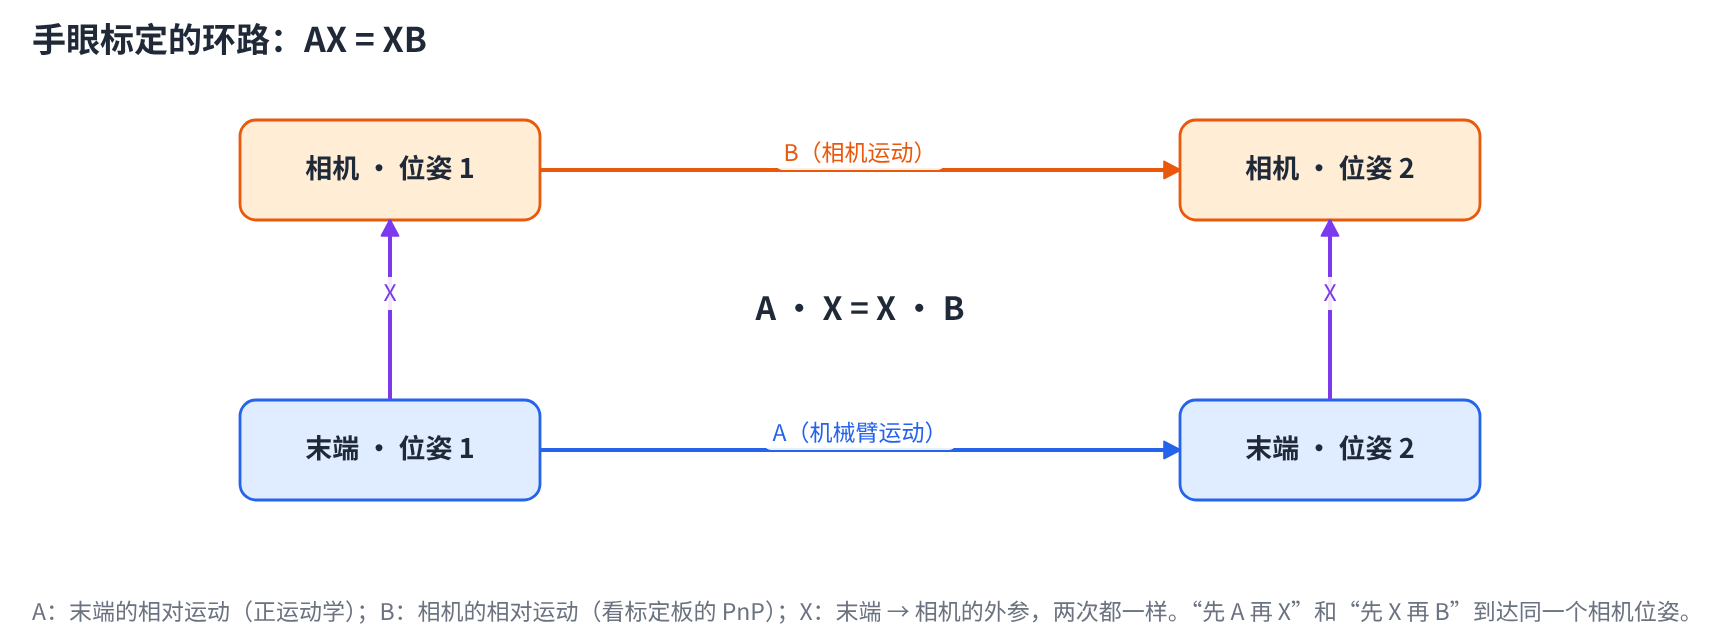 手眼标定的环路：AX = XB
相机 · 位姿 1
B（相机运动）
相机 · 位姿 2
X
X
A · X = X · B
末端 · 位姿 1
A（机械臂运动）
末端 · 位姿 2
A：末端的相对运动（正运动学）；B：相机的相对运动（看标定板的 PnP）；X：末端 → 相机的外参，两次都一样。“先 A 再 X”和“先 X 再 B”到达同一个相机位姿。